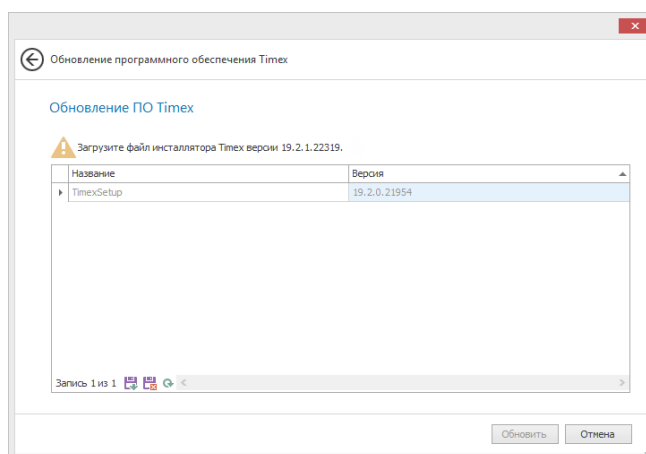 Обновление программного обеспечения Timex
Обновление ПО Timex
Загрузите файл инсталлятора Timex версии 19.2.1.22319.
Название Версия
TimexSetup 19.2.0.21954
Запись 1 из 1
Обновить Отмена